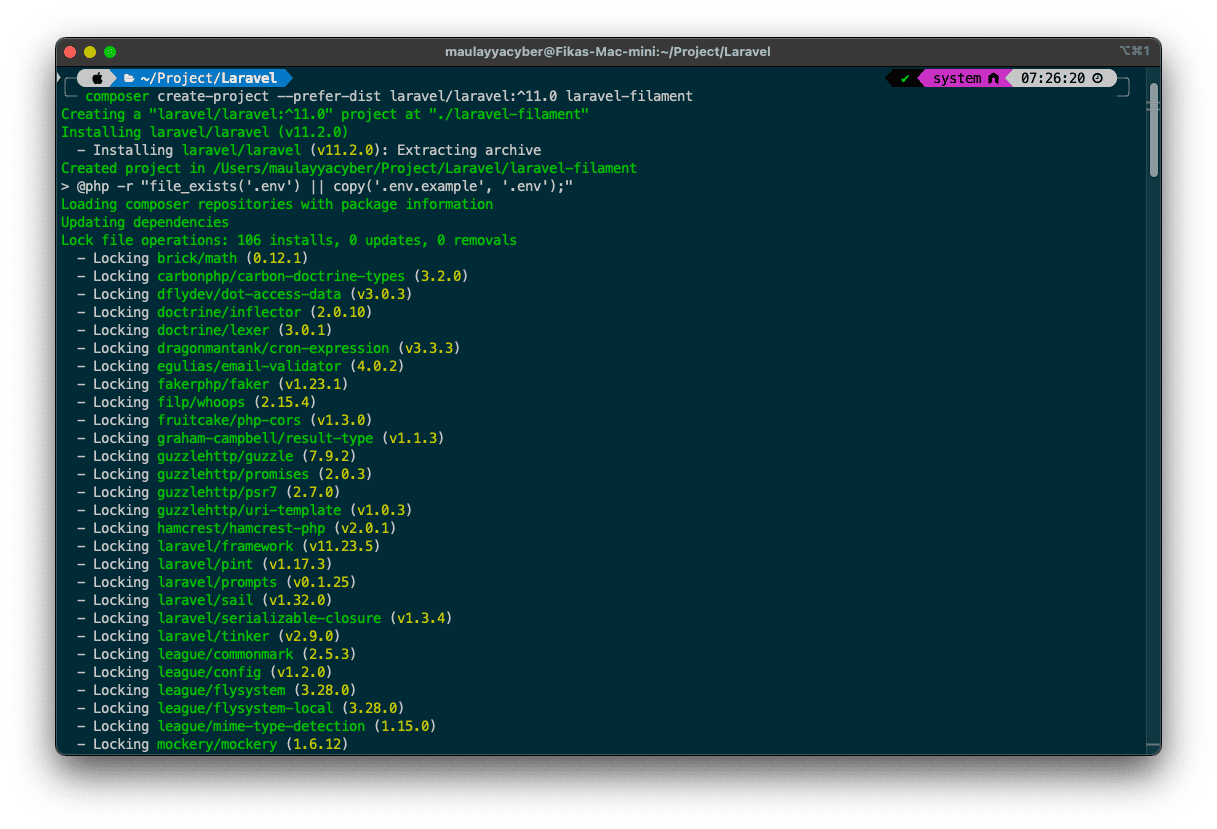 maulayyacyber@Fikas-Mac-mini:~/Project/Laravel ⌥⌘1
~/Project/Laravel ✔ system 07:26:20
composer create-project --prefer-dist laravel/laravel:^11.0 laravel-filament
Creating a "laravel/laravel:^11.0" project at "./laravel-filament"
Installing laravel/laravel (v11.2.0)
- Installing laravel/laravel (v11.2.0): Extracting archive
Created project in /Users/maulayyacyber/Project/Laravel/laravel-filament
> @php -r "file_exists('.env') || copy('.env.example', '.env');"
Loading composer repositories with package information
Updating dependencies
Lock file operations: 106 installs, 0 updates, 0 removals
- Locking brick/math (0.12.1)
- Locking carbonphp/carbon-doctrine-types (3.2.0)
- Locking dflydev/dot-access-data (v3.0.3)
- Locking doctrine/inflector (2.0.10)
- Locking doctrine/lexer (3.0.1)
- Locking dragonmantank/cron-expression (v3.3.3)
- Locking egulias/email-validator (4.0.2)
- Locking fakerphp/faker (v1.23.1)
- Locking filp/whoops (2.15.4)
- Locking fruitcake/php-cors (v1.3.0)
- Locking graham-campbell/result-type (v1.1.3)
- Locking guzzlehttp/guzzle (7.9.2)
- Locking guzzlehttp/promises (2.0.3)
- Locking guzzlehttp/psr7 (2.7.0)
- Locking guzzlehttp/uri-template (v1.0.3)
- Locking hamcrest/hamcrest-php (v2.0.1)
- Locking laravel/framework (v11.23.5)
- Locking laravel/pint (v1.17.3)
- Locking laravel/prompts (v0.1.25)
- Locking laravel/sail (v1.32.0)
- Locking laravel/serializable-closure (v1.3.4)
- Locking laravel/tinker (v2.9.0)
- Locking league/commonmark (2.5.3)
- Locking league/config (v1.2.0)
- Locking league/flysystem (3.28.0)
- Locking league/flysystem-local (3.28.0)
- Locking league/mime-type-detection (1.15.0)
- Locking mockery/mockery (1.6.12)